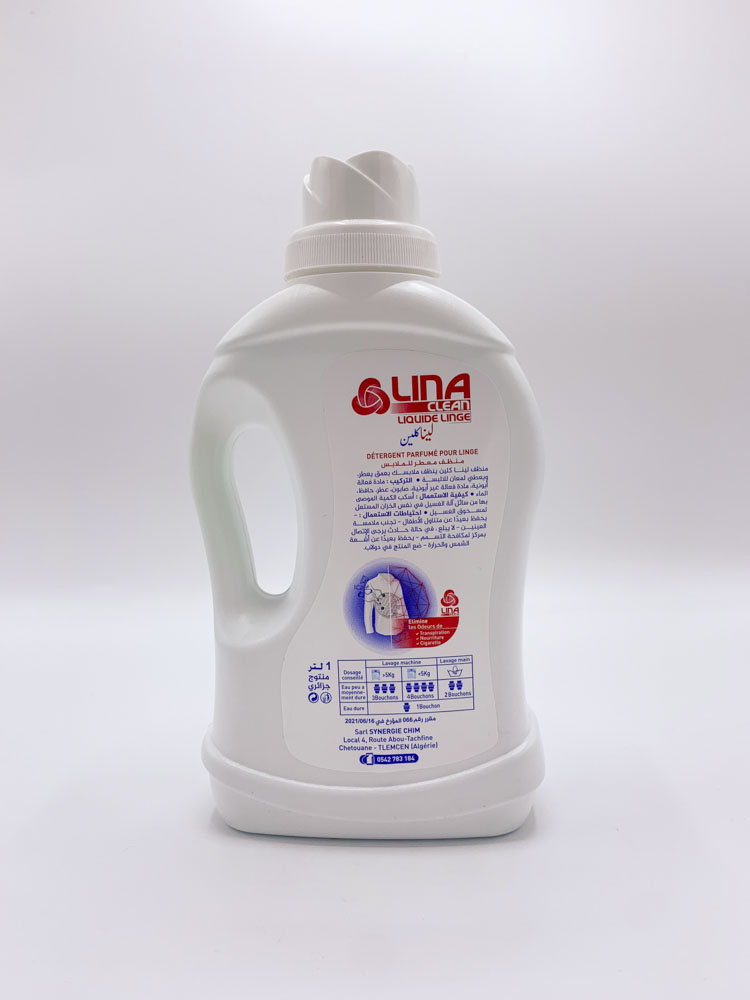 LINA
CLEAN
LIQUIDE LINGE
لينا كلين
DÉTERGENT PARFUMÉ POUR LINGE
منظف معطر للملابس
منظف لينا كلين ينظف ملابسك بعمق يعطر،
ويعطي لمعان للألبسة • التركيب : مادة فعالة
أيونية، مادة فعالة غير أيونية، صابون، عطر، حافظ،
الماء • كيفية الاستعمال : أسكب الكمية الموصى
بها من سائل آلة الغسيل في نفس الخزان المستعمل
لمسحوق الغسيل • احتياطات الاستعمال : -
يحفظ بعيدًا عن متناول الأطفال - تجنب ملامسة
العينين - لا يبلع ، في حالة حادث يرجى الإتصال
بمركز لمكافحة التسمم - يحفظ بعيدًا عن أشعة
الشمس والحرارة - ضع المنتج في دولاب.
LINA
Elimine
les Odeurs de
✓ Transpiration
✓ Nourriture
✓ Cigarette
1 لتر
منتوج
جزائري
Lavage machine Lavage main
Dosage conseillé +5Kg +5Kg
Eau peu a moyennement dure 3Bouchons 4Bouchons 2Bouchons
Eau dure 1Bouchon
مقرر رقم 066 المؤرخ في 2021/06/16
Sarl SYNERGIE CHIM
Local 4, Route Abou-Tachfine
Chetouane - TLEMCEN (Algérie)
0542 783 184